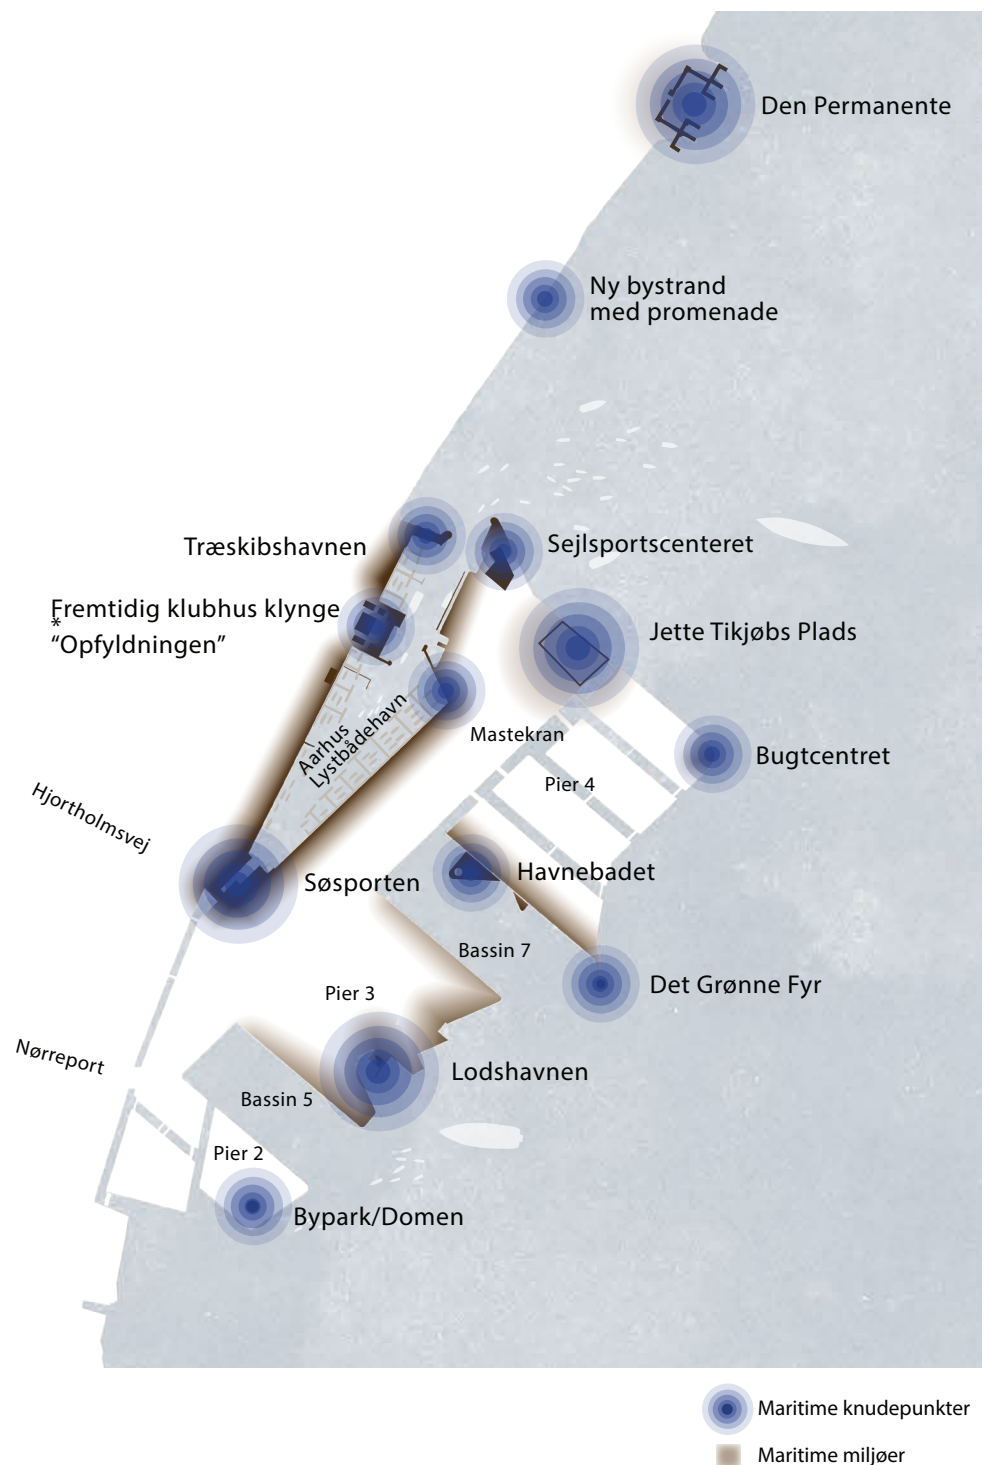 Den Permanente
Ny bystrand
med promenade
Træskibshavnen
Sejlsportscenteret
Fremtidig klubhus klynge
*
“Opfyldningen”
Jette Tikjøbs Plads
Aarhus
Lystbådehavn
Mastekran
Bugtcentret
Pier 4
Hjortholmsvej
Søsporten
Havnebadet
Bassin 7
Det Grønne Fyr
Pier 3
Nørreport
Lodshavnen
Bassin 5
Pier 2
Bypark/Domen
Maritime knudepunkter
Maritime miljøer